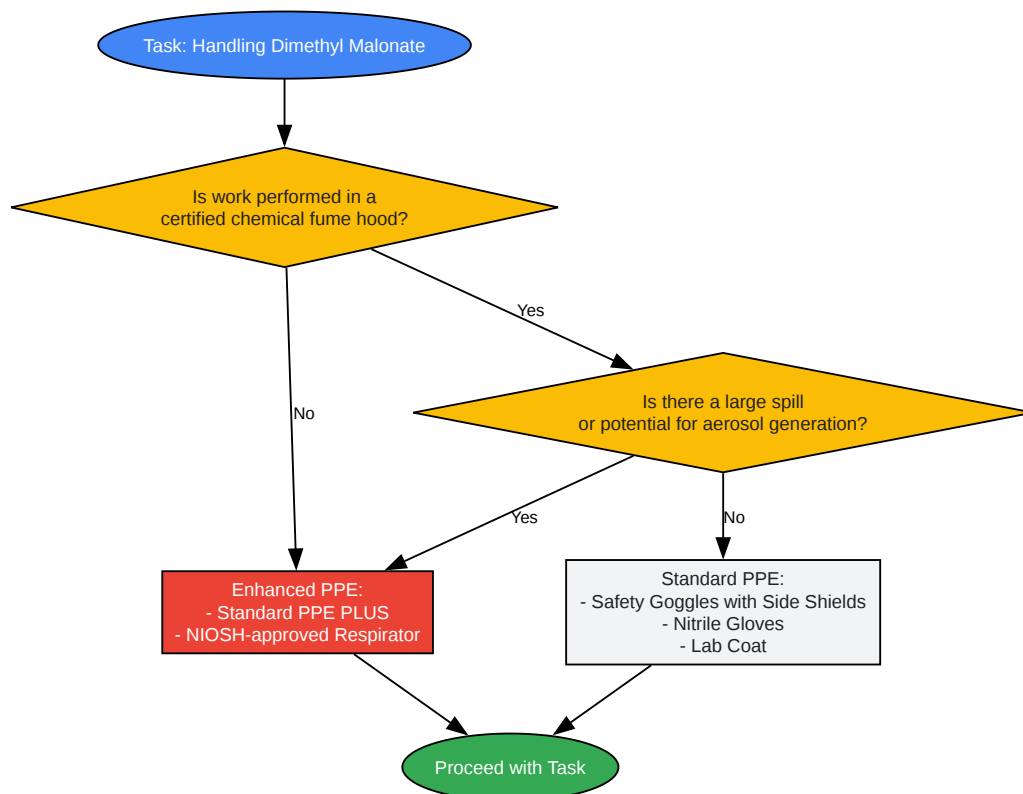 Task: Handling Dimethyl Malonate
Is work performed in a
certified chemical fume hood?
Yes
Is there a large spill
or potential for aerosol generation?
No
Yes
No
Enhanced PPE:
- Standard PPE PLUS
- NIOSH-approved Respirator
Standard PPE:
- Safety Goggles with Side Shields
- Nitrile Gloves
- Lab Coat
Proceed with Task